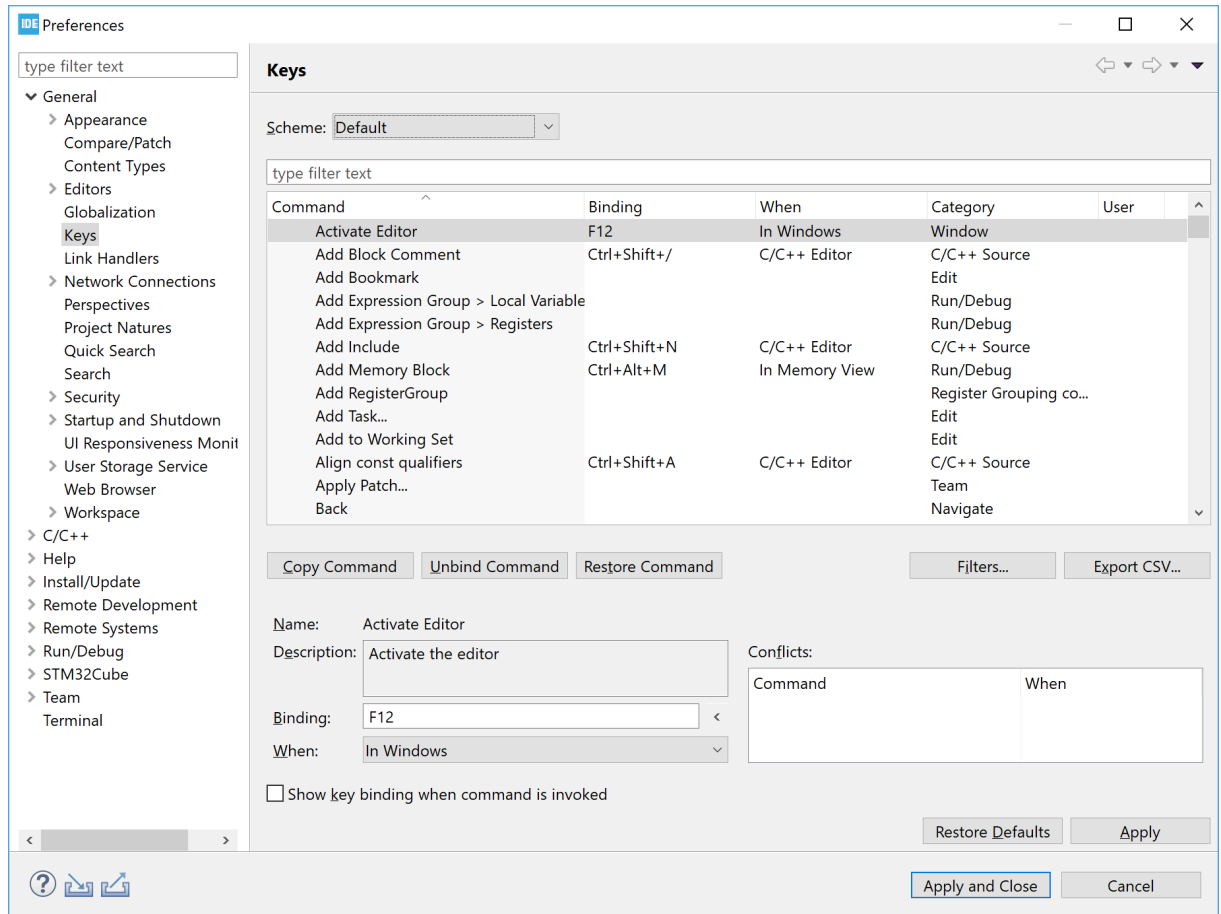 IDE Preferences
type filter text
General
Appearance
Compare/Patch
Content Types
Editors
Globalization
Keys
Link Handlers
Network Connections
Perspectives
Project Natures
Quick Search
Search
Security
Startup and Shutdown
UI Responsiveness Monit
User Storage Service
Web Browser
Workspace
C/C++
Help
Install/Update
Remote Development
Remote Systems
Run/Debug
STM32Cube
Team
Terminal
Keys
Scheme: Default
type filter text
Command Binding When Category User
Activate Editor F12 In Windows Window
Add Block Comment Ctrl+Shift+/ C/C++ Editor C/C++ Source
Add Bookmark Edit
Add Expression Group > Local Variable Run/Debug
Add Expression Group > Registers Run/Debug
Add Include Ctrl+Shift+N C/C++ Editor C/C++ Source
Add Memory Block Ctrl+Alt+M In Memory View Run/Debug
Add RegisterGroup Register Grouping co...
Add Task... Edit
Add to Working Set Edit
Align const qualifiers Ctrl+Shift+A C/C++ Editor C/C++ Source
Apply Patch... Team
Back Navigate
Copy Command Unbind Command Restore Command Filters... Export CSV...
Name: Activate Editor
Description: Activate the editor
Binding: F12
When: In Windows
Conflicts:
Command When
Show key binding when command is invoked
Restore Defaults Apply
? Apply and Close Cancel